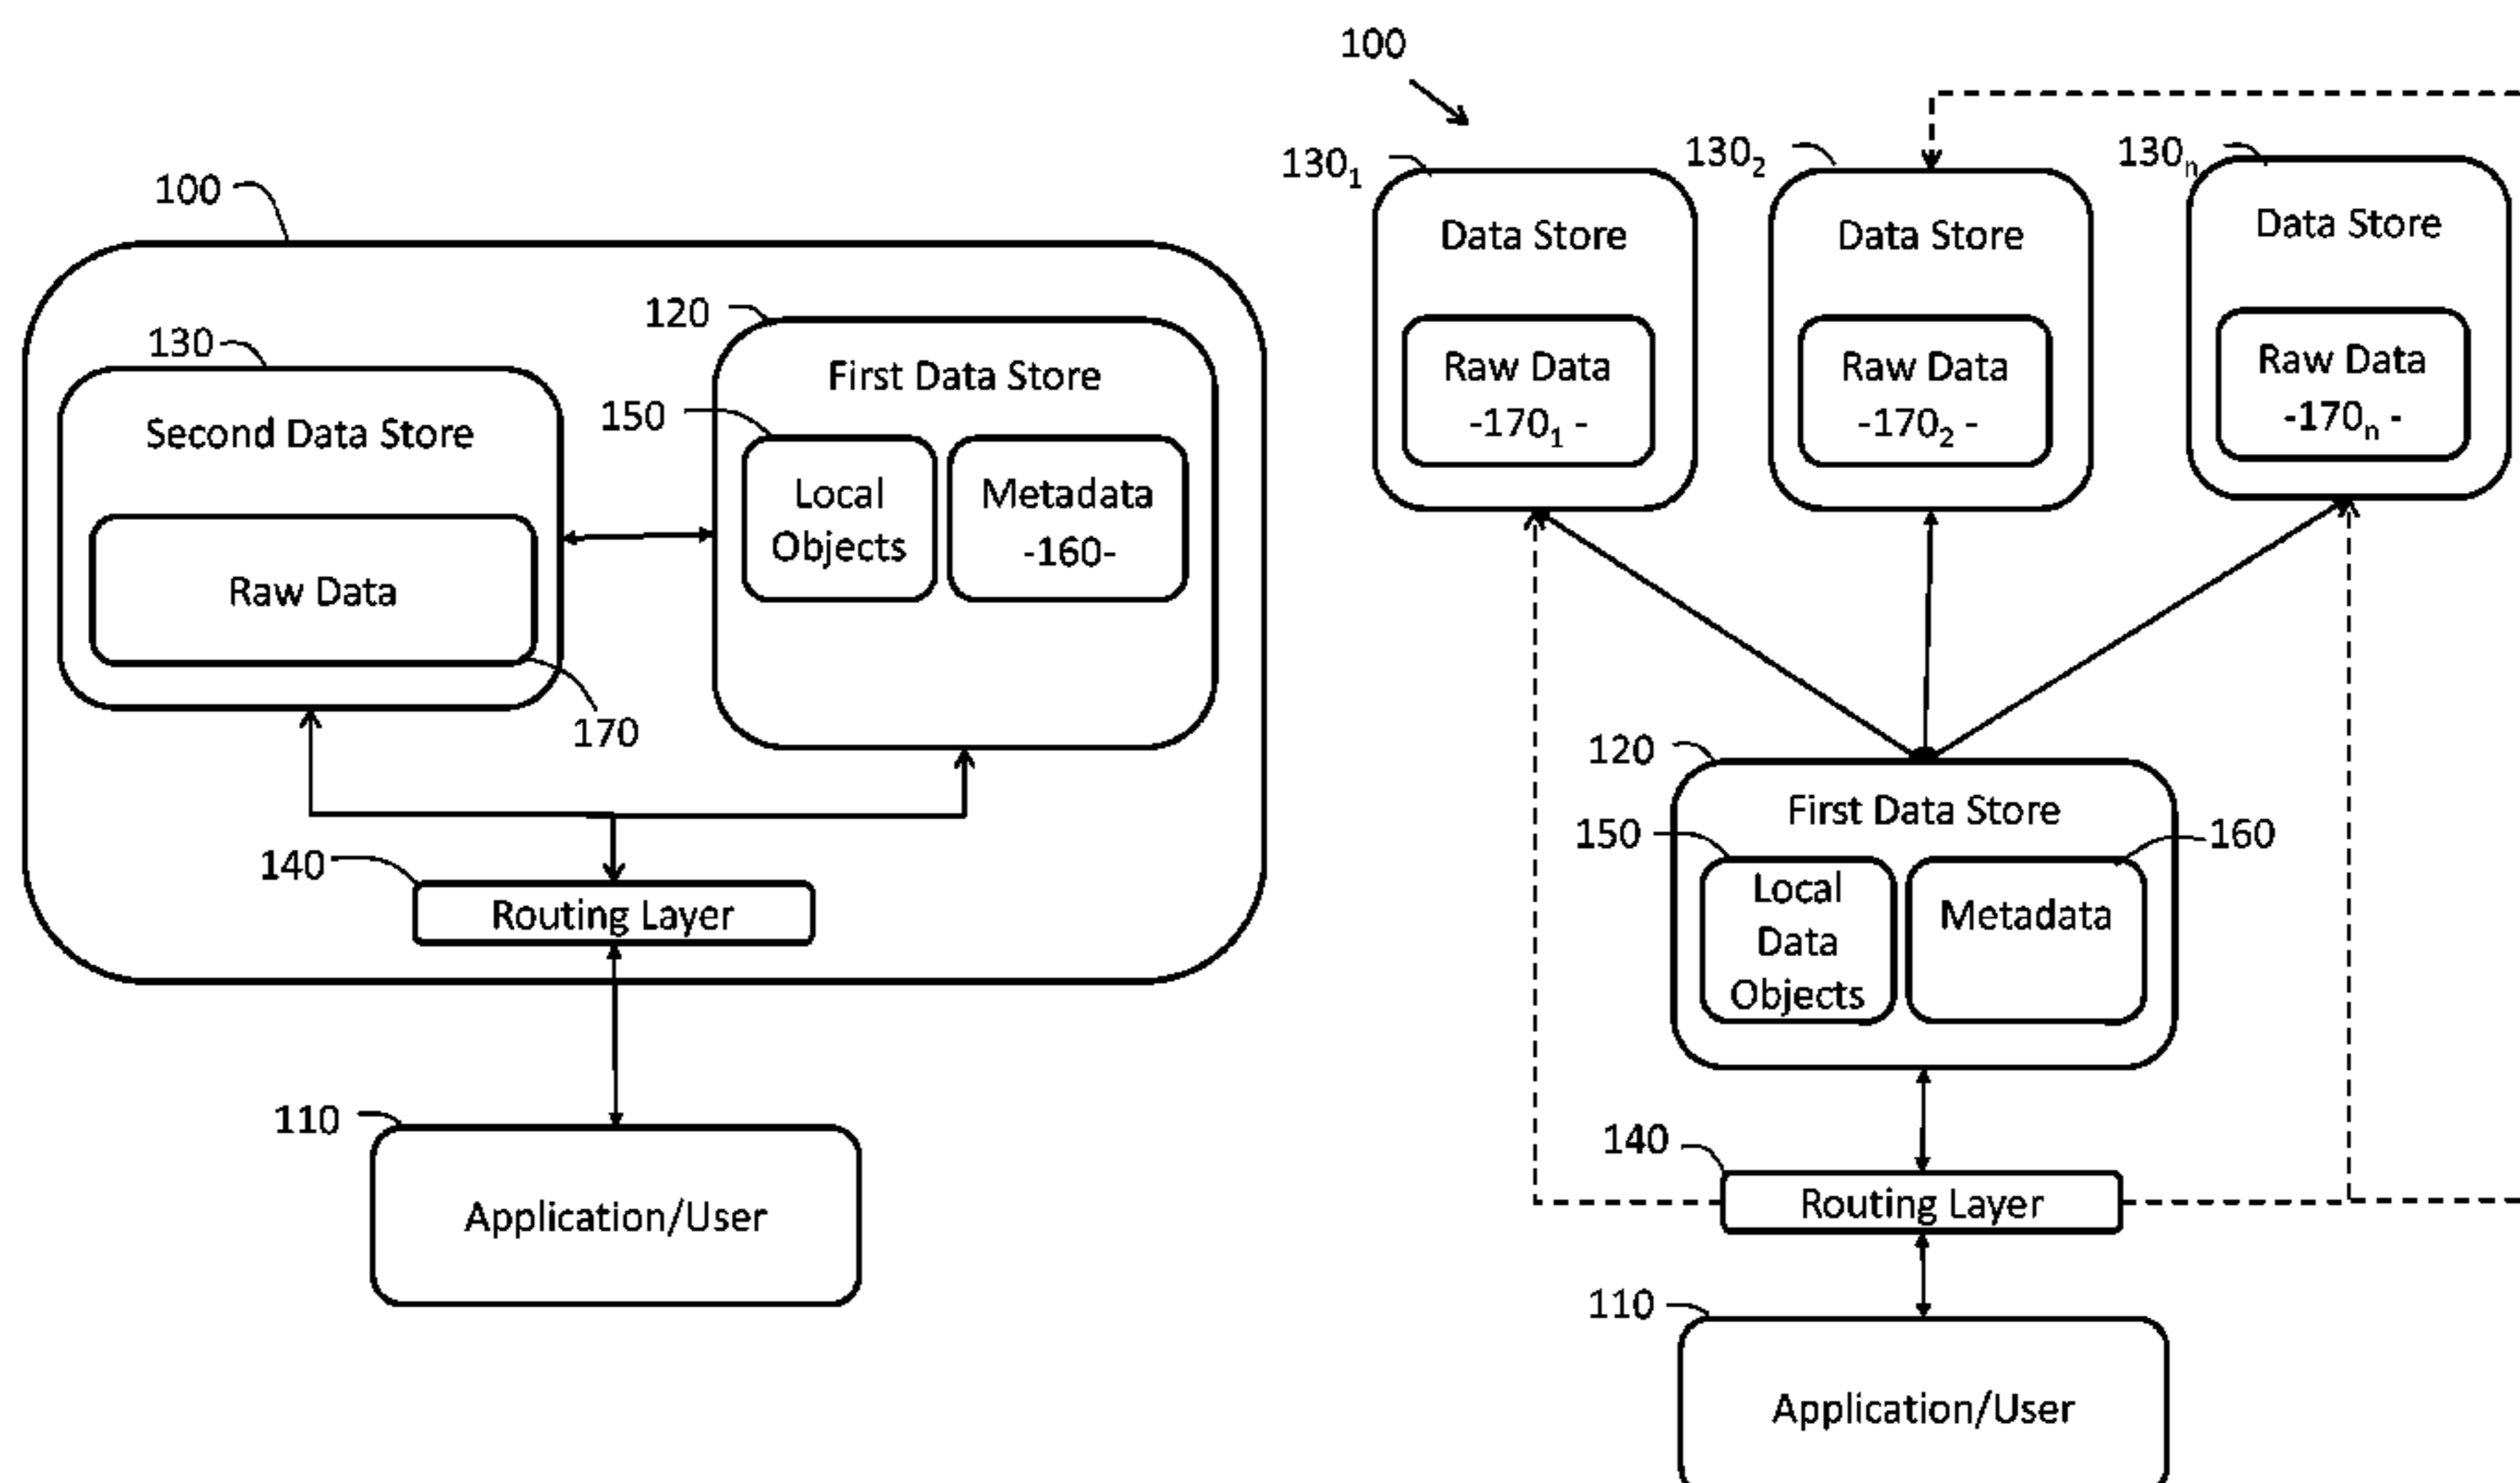 100
130
Second Data Store
Raw Data
170
120
First Data Store
150
Local
Objects
Metadata
-160-
140
Routing Layer
110
Application/User
100
130₁
Data Store
Raw Data
-170₁ -
130₂
Data Store
Raw Data
-170₂ -
130ₙ
Data Store
Raw Data
-170ₙ -
120
First Data Store
150
Local
Data
Objects
160
Metadata
140
Routing Layer
110
Application/User